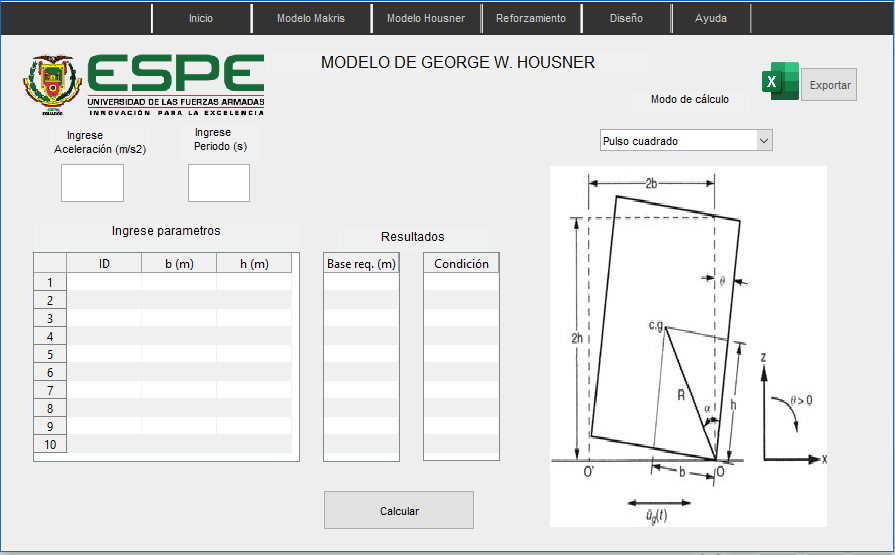 Inicio
Modelo Makris
Modelo Housner
Reforzamiento
Diseño
Ayuda
ESPE
UNIVERSIDAD DE LAS FUERZAS ARMADAS
INNOVACIÓN PARA LA EXCELENCIA
MODELO DE GEORGE W. HOUSNER
X
Exportar
Modo de cálculo
Pulso cuadrado
Ingrese
Aceleración (m/s2)
Ingrese
Periodo (s)
Ingrese parametros
ID b (m) h (m)
1
2
3
4
5
6
7
8
9
10
Resultados
Base req. (m)
Condición
Calcular
2b
θ
c.g.
2h
R
α
h
z
θ>0
x
O'
b
O
üg(t)